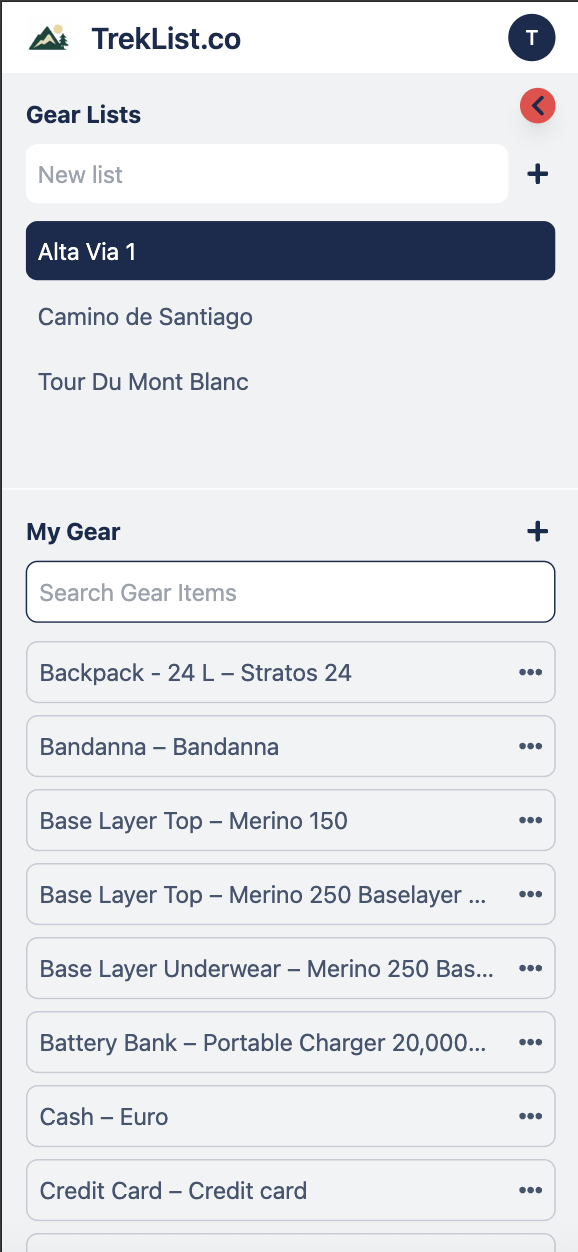 TrekList.co
T
Gear Lists
New list
Alta Via 1
Camino de Santiago
Tour Du Mont Blanc
My Gear
Search Gear Items
Backpack - 24 L – Stratos 24
Bandanna – Bandanna
Base Layer Top – Merino 150
Base Layer Top – Merino 250 Baselayer ...
Base Layer Underwear – Merino 250 Bas...
Battery Bank – Portable Charger 20,000...
Cash – Euro
Credit Card – Credit card